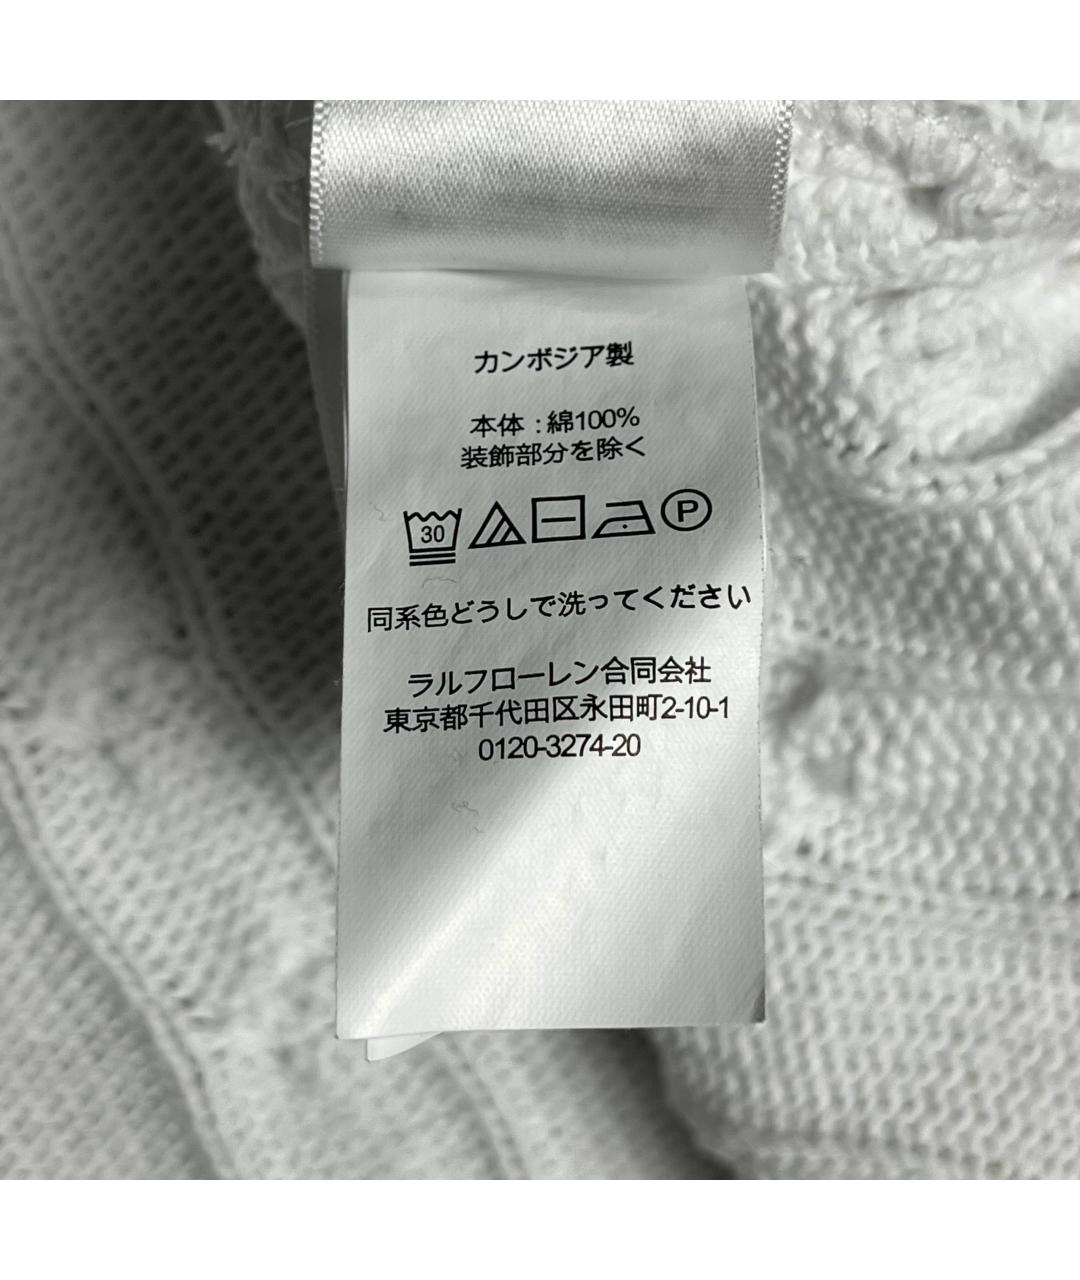 カンボジア製
本体 : 綿100%
装飾部分を除く
30 P
同系色どうしで洗ってください
ラルフローレン合同会社
東京都千代田区永田町2-10-1
0120-3274-20